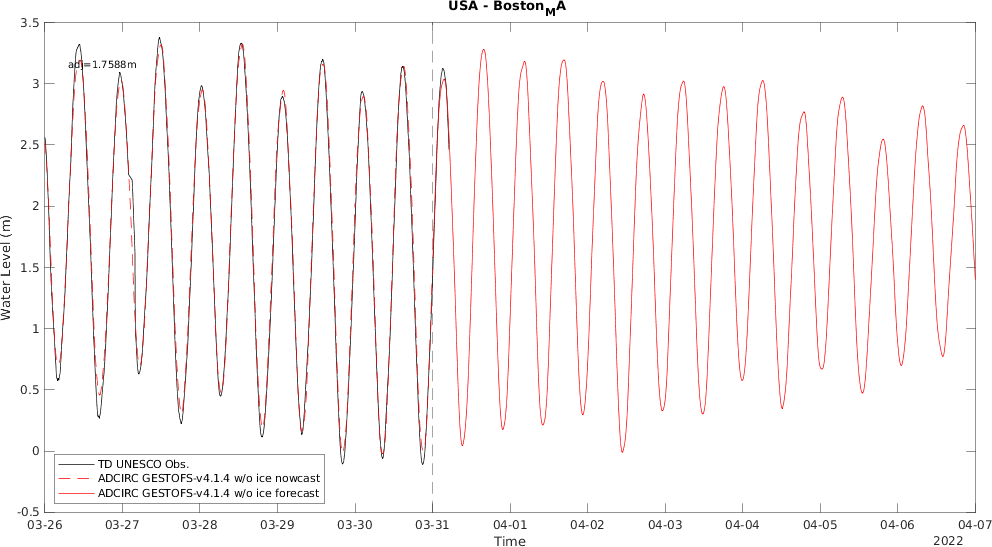 USA - Boston_MA
adj=1.7588m
3.5
3
2.5
2
1.5
1
0.5
0
-0.5
Water Level (m)
TD UNESCO Obs.
ADCIRC GESTOFS-v4.1.4 w/o ice nowcast
ADCIRC GESTOFS-v4.1.4 w/o ice forecast
03-26 03-27 03-28 03-29 03-30 03-31 04-01 04-02 04-03 04-04 04-05 04-06 04-07
Time
2022